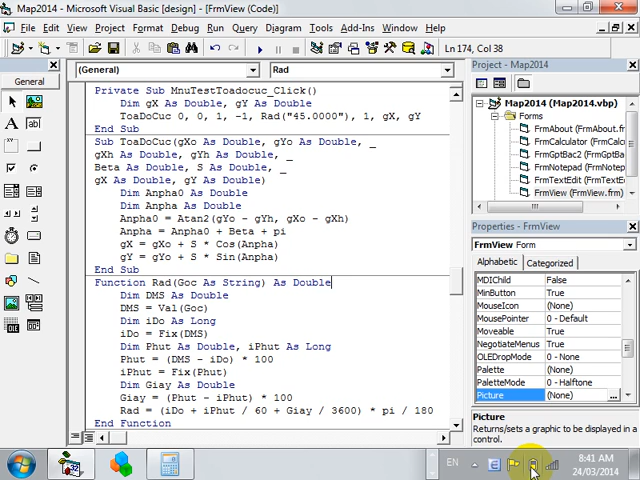 Map2014 - Microsoft Visual Basic [design] - [FrmView (Code)]
File Edit View Project Format Debug Run Query Diagram Tools Add-Ins Window Help
Ln 174, Col 38
General
(General) Rad
Private Sub MnuTestToadocuc_Click()
Dim gX As Double, gY As Double
ToaDoCuc 0, 0, 1, -1, Rad("45.0000"), 1, gX, gY
End Sub
Sub ToaDoCuc(gXo As Double, gYo As Double, _
gXh As Double, gYh As Double, _
Beta As Double, S As Double, _
gX As Double, gY As Double)
Dim Anpha0 As Double
Dim Anpha As Double
Anpha0 = Atan2(gYo - gYh, gXo - gXh)
Anpha = Anpha0 + Beta + pi
gX = gXo + S * Cos(Anpha)
gY = gYo + S * Sin(Anpha)
End Sub
Function Rad(Goc As String) As Double
Dim DMS As Double
DMS = Val(Goc)
Dim iDo As Long
iDo = Fix(DMS)
Dim Phut As Double, iPhut As Long
Phut = (DMS - iDo) * 100
iPhut = Fix(Phut)
Dim Giay As Double
Giay = (Phut - iPhut) * 100
Rad = (iDo + iPhut / 60 + Giay / 3600) * pi / 180
End Function
Project - Map2014
Map2014 (Map2014.vbp)
Forms
FrmAbout (FrmAbout.fr
FrmCalculator (FrmCalc
FrmGptBac2 (FrmGptBa
FrmNotepad (FrmNotep
FrmTextEdit (FrmTextEd
FrmView (FrmView.frm)
Properties - FrmView
FrmView Form
Alphabetic Categorized
MDIChild False
MinButton True
MouseIcon (None)
MousePointer 0 - Default
Moveable True
NegotiateMenus True
OLEDropMode 0 - None
Palette (None)
PaletteMode 0 - Halftone
Picture (None) ...
Picture
Returns/sets a graphic to be displayed in a
control.
EN
8:41 AM
24/03/2014